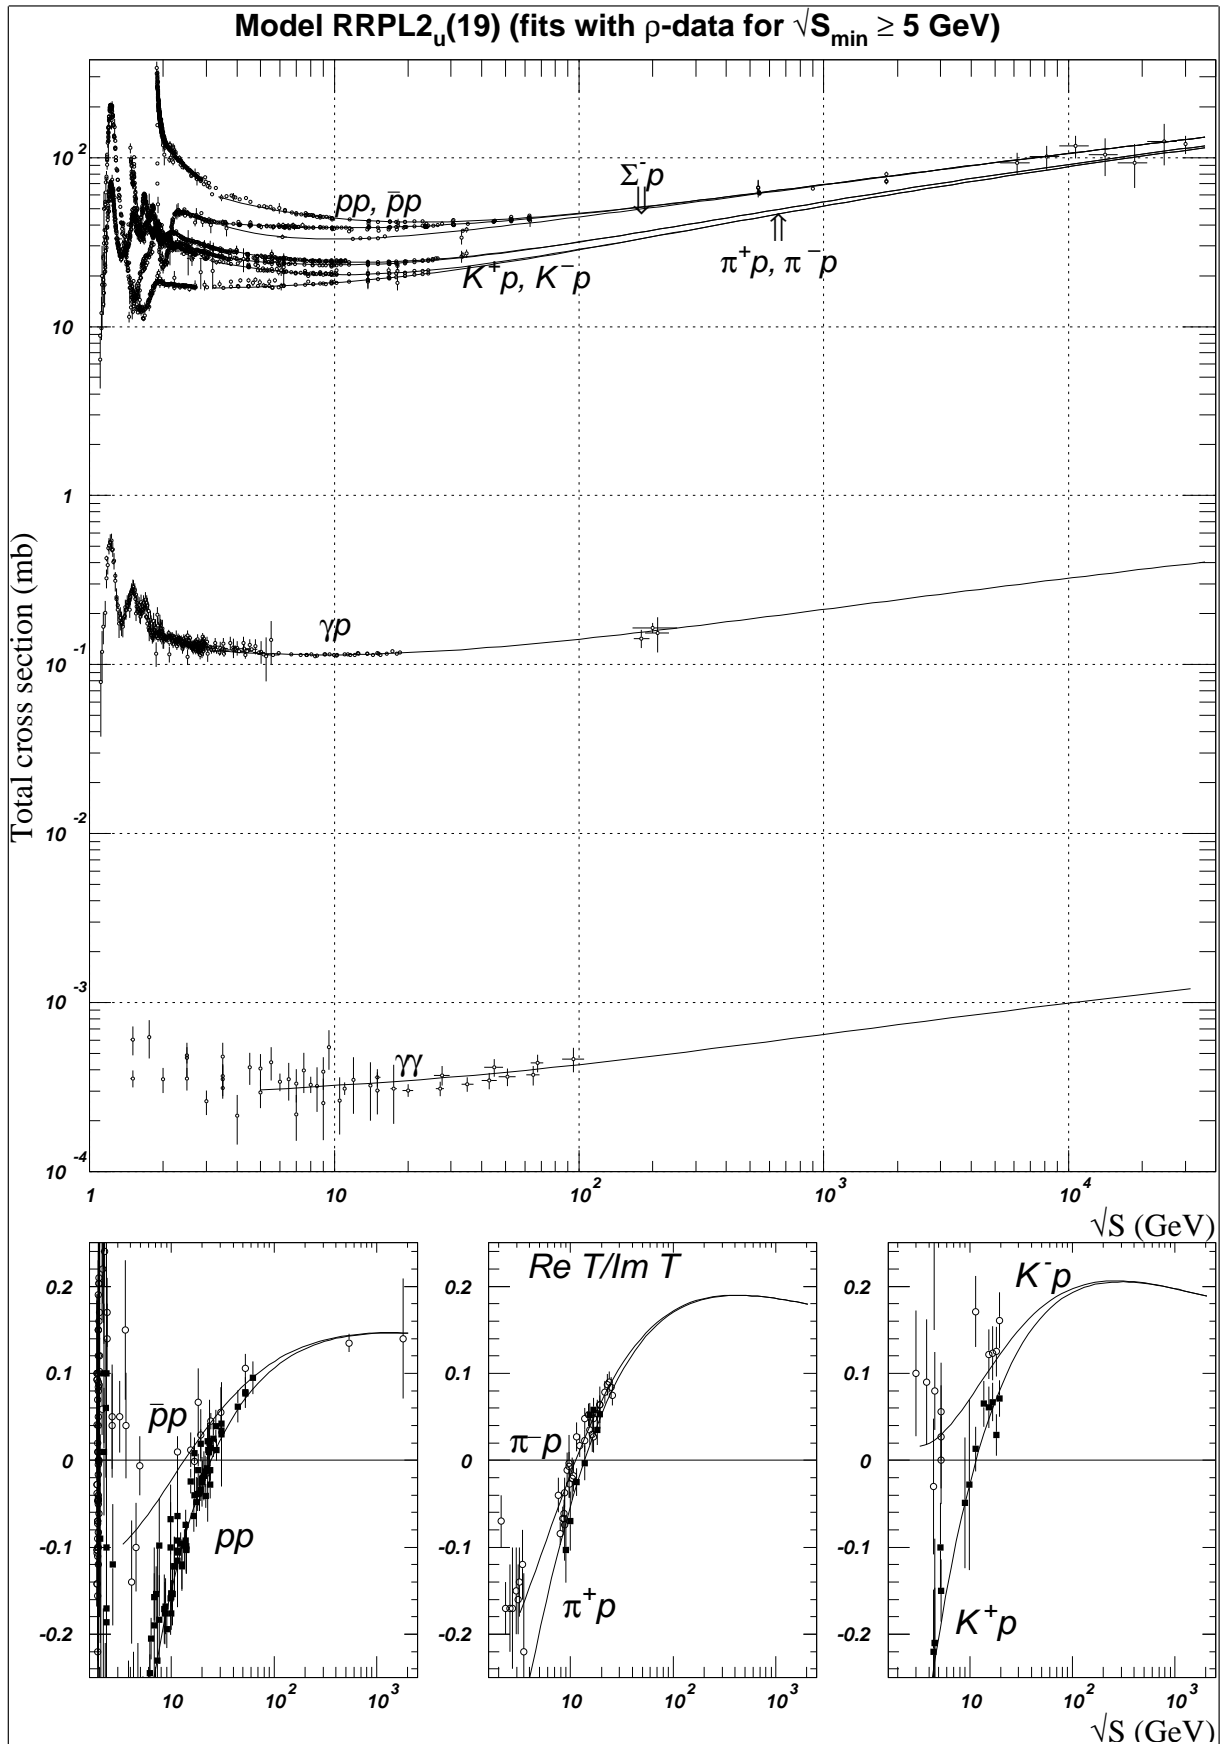 Model RRPL2ᵤ(19) (fits with ρ-data for √Sₘᵢₙ ≥ 5 GeV)
Total cross section (mb)
10²
10
1
10⁻¹
10⁻²
10⁻³
10⁻⁴
pp, p̄p
Σ⁻p
⇓
⇑
π⁺p, π⁻p
K⁺p, K⁻p
γp
γγ
1
10
10²
10³
10⁴
√S (GeV)
0.2
0.1
0
-0.1
-0.2
p̄p
pp
10
10²
10³
Re T/Im T
0.2
0.1
0
-0.1
-0.2
π⁻p
π⁺p
10
10²
10³
0.2
0.1
0
-0.1
-0.2
K⁻p
K⁺p
10
10²
10³
√S (GeV)